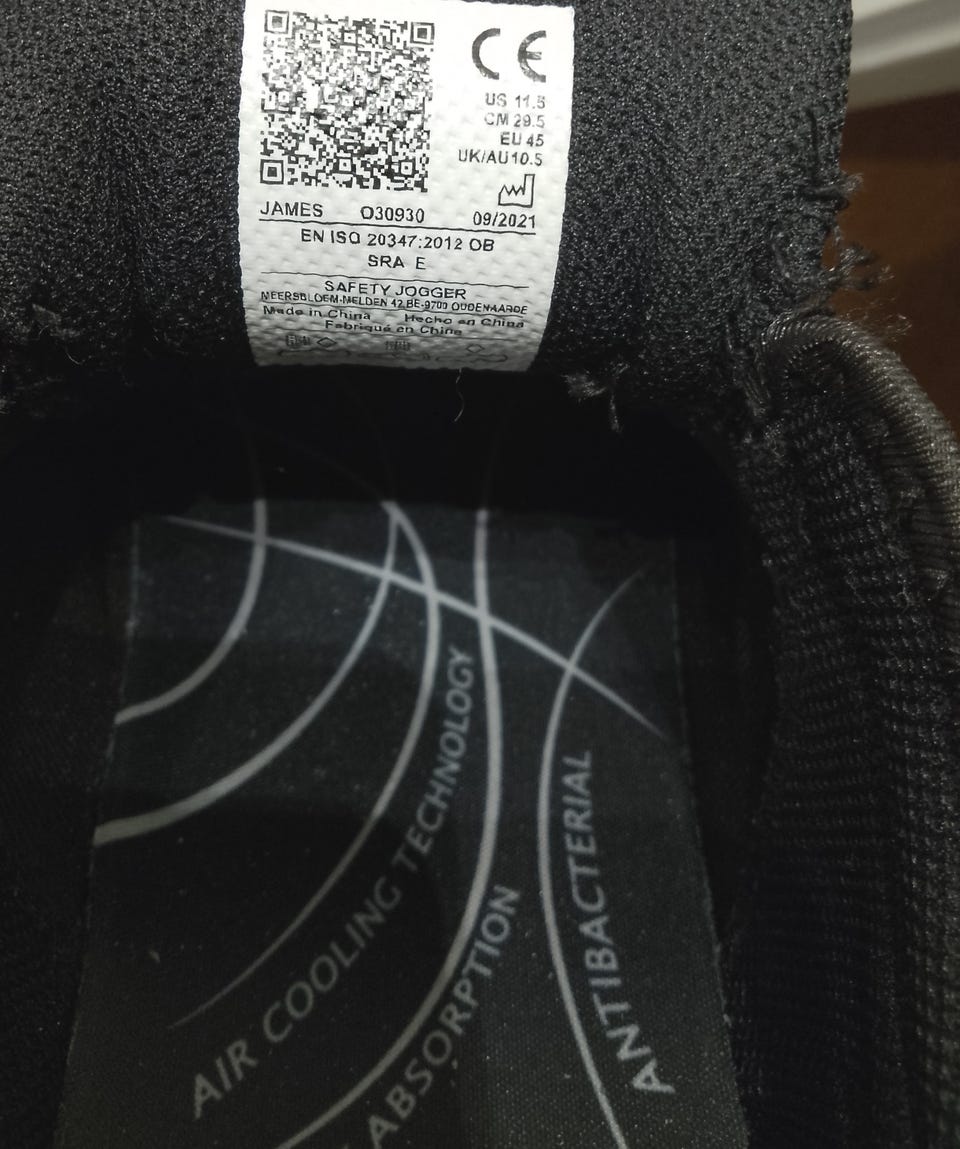 CE
US 11.5
CM 29.5
EU 45
UK/AU10.5
JAMES O30930 09/2021
EN ISO 20347:2012 OB
SRA E
SAFETY JOGGER
MEERSBLOEM-MELDEN 42 BE-9700 OUDENAARDE
Made in China Hecho en China
Fabriqué en China
AIR COOLING TECHNOLOGY
ABSORPTION
ANTIBACTERIAL